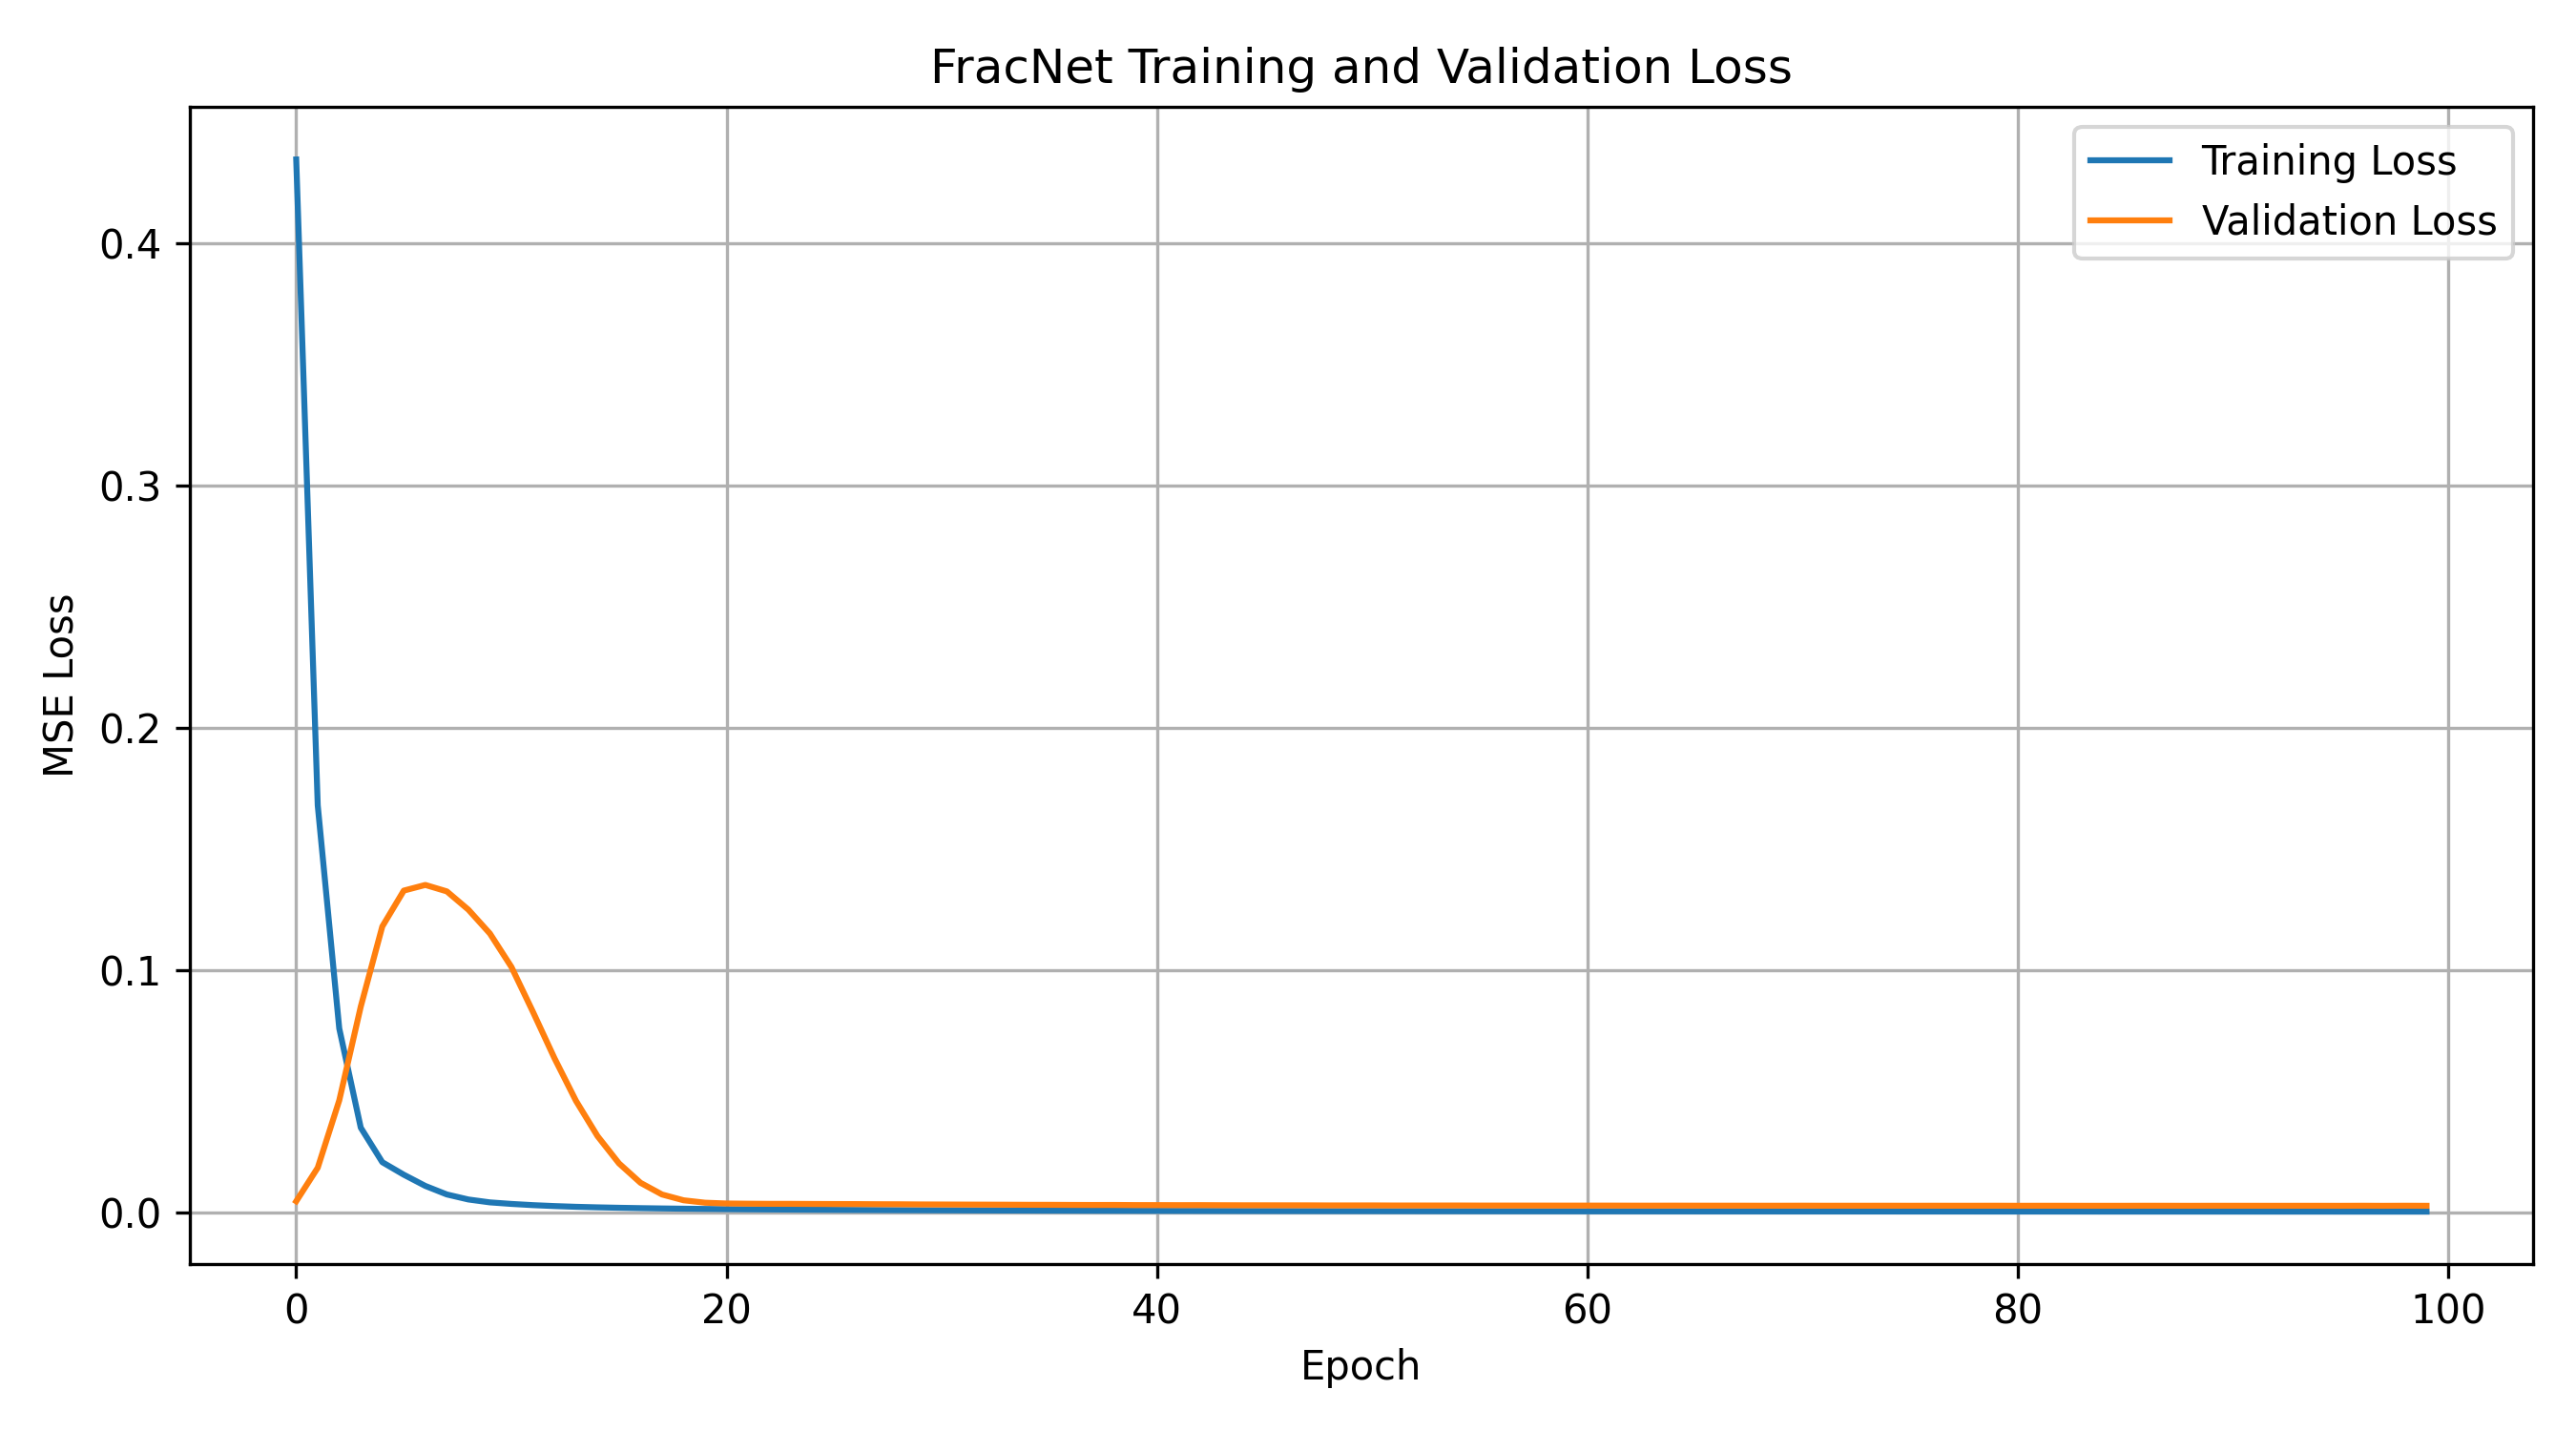 FracNet Training and Validation Loss
Training Loss
Validation Loss
MSE Loss
0.4
0.3
0.2
0.1
0.0
0 20 40 60 80 100
Epoch